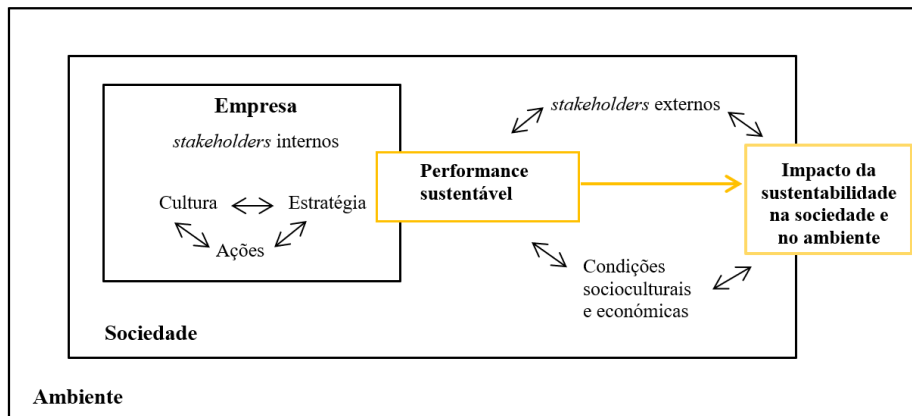 Empresa
stakeholders internos
Cultura
Estratégia
Ações
Performance
sustentável
stakeholders externos
Condições
socioculturais
e económicas
Impacto da
sustentabilidade
na sociedade e
no ambiente
Sociedade
Ambiente